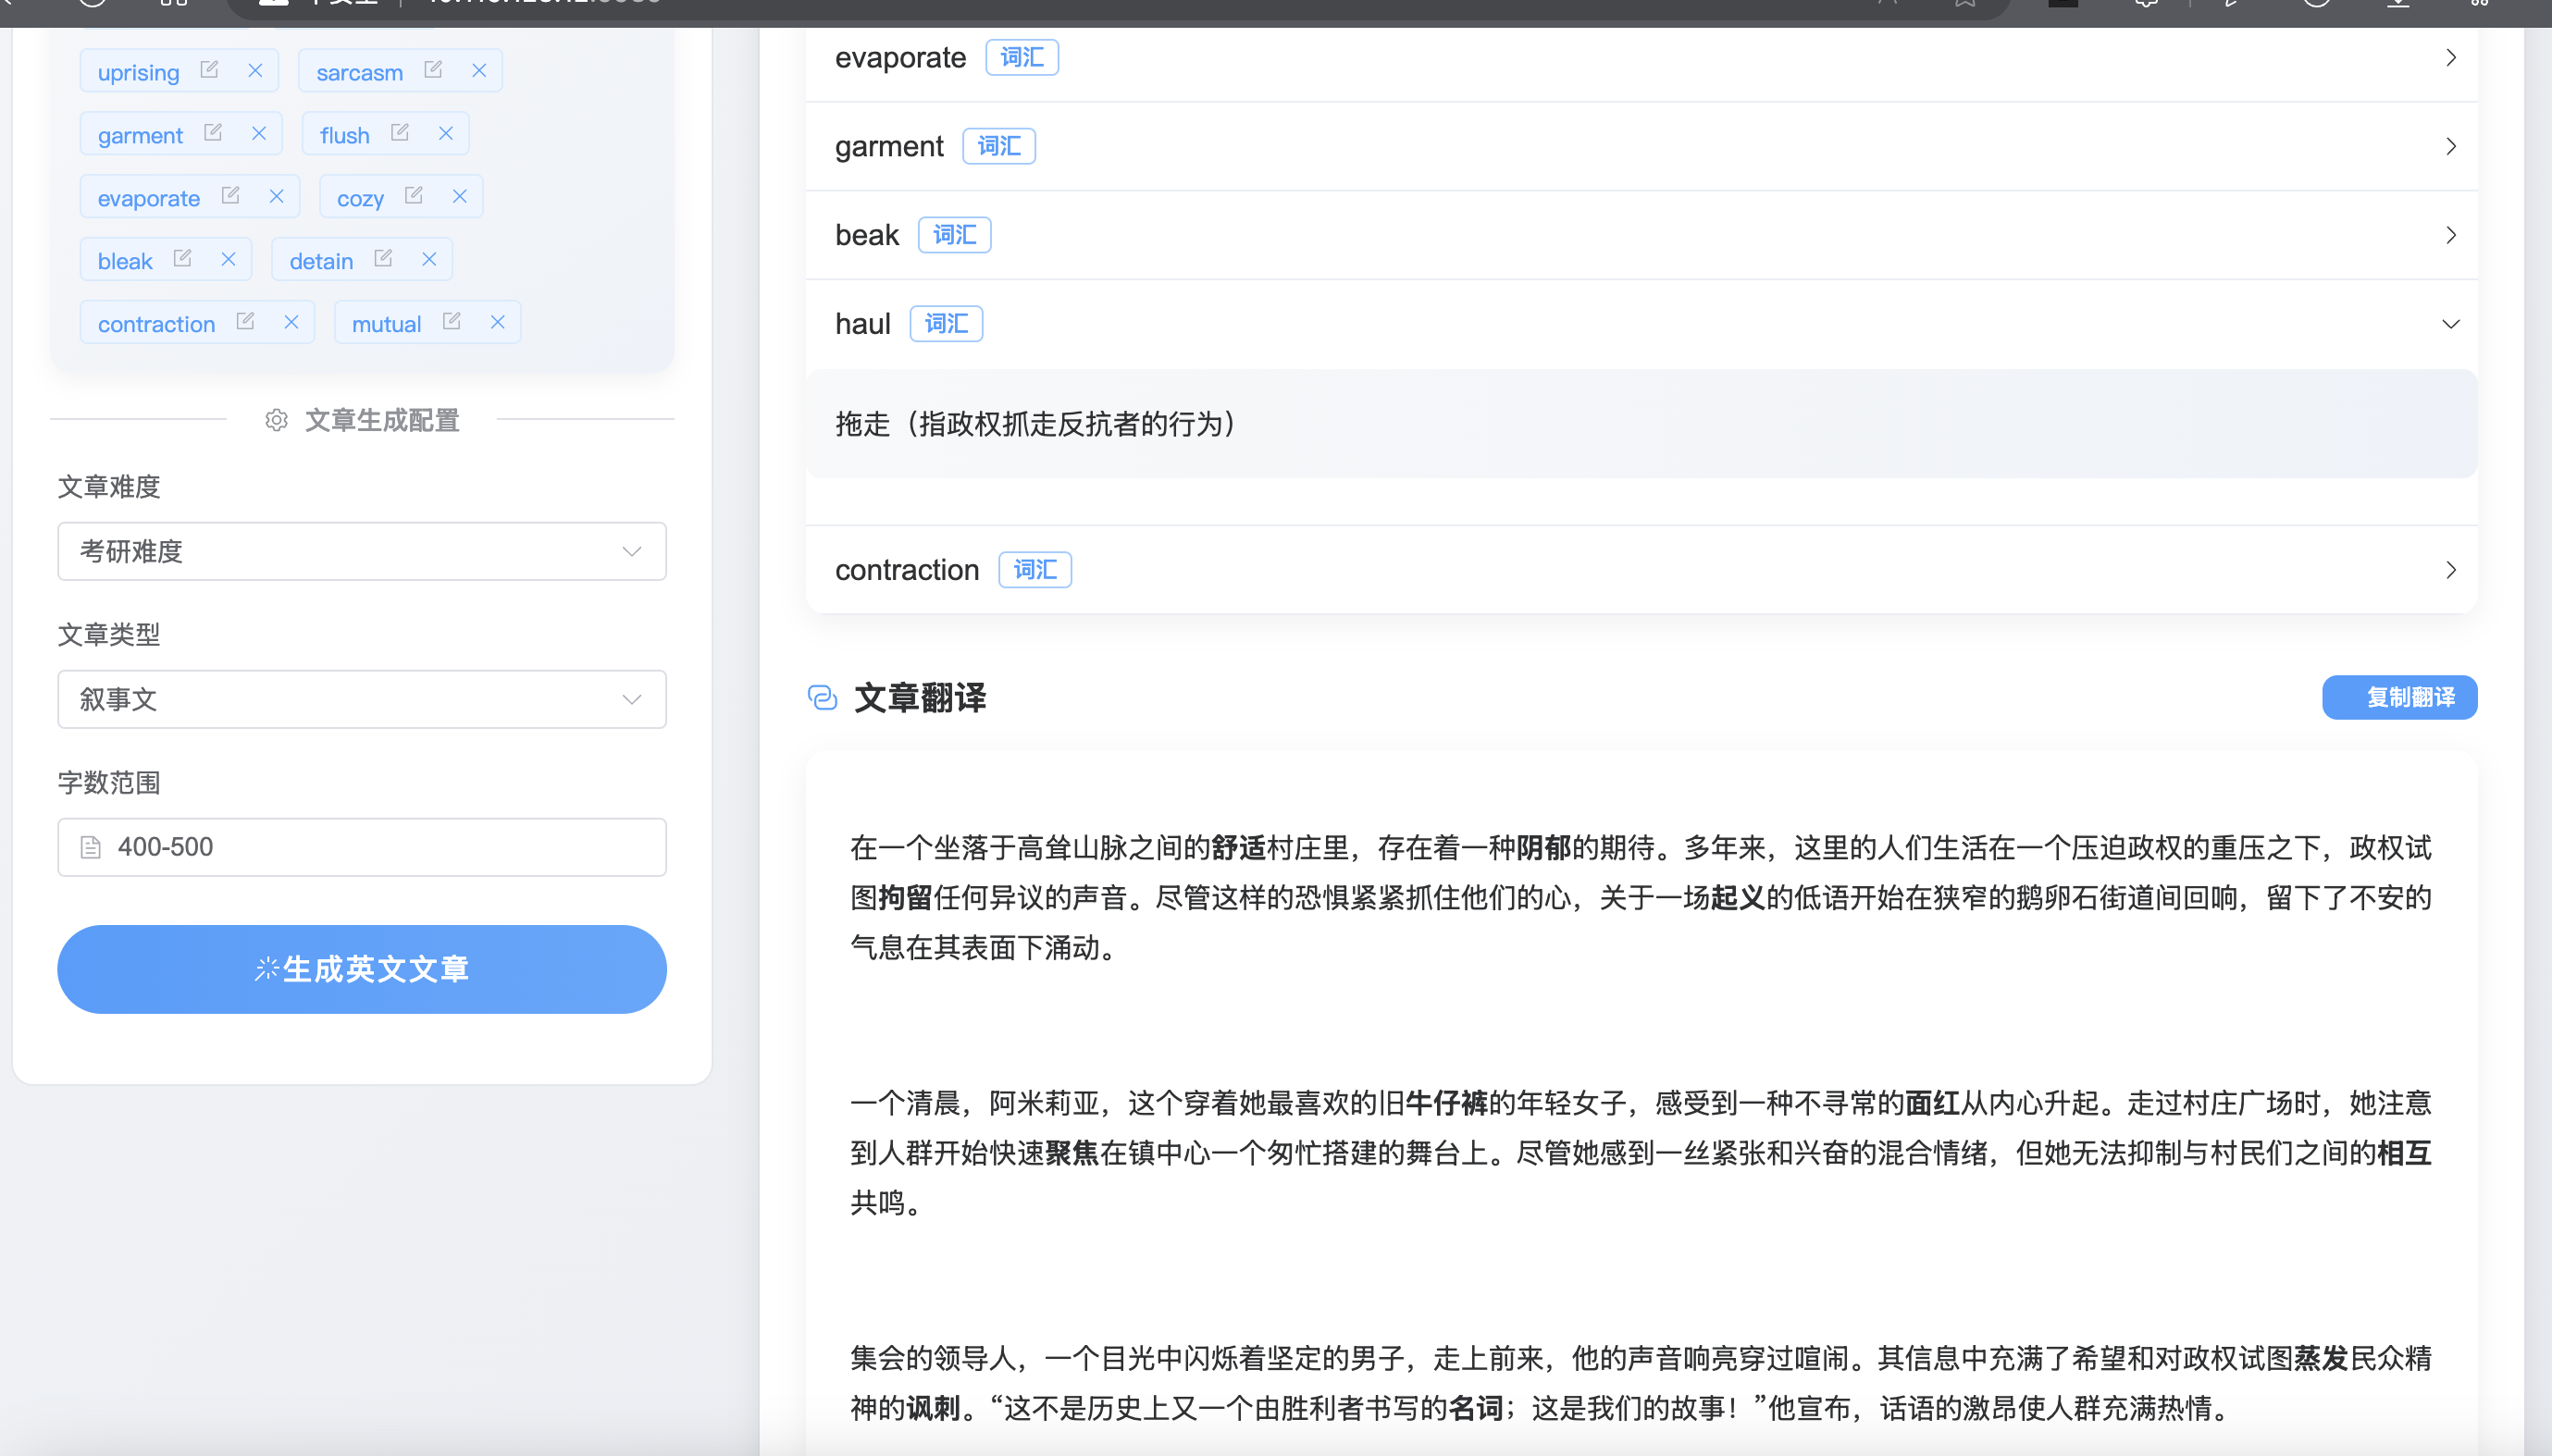 uprising sarcasm
garment flush
evaporate cozy
bleak detain
contraction mutual
文章生成配置
文章难度
考研难度
文章类型
叙事文
字数范围
400-500
生成英文文章
evaporate 词汇
garment 词汇
beak 词汇
haul 词汇
拖走（指政权抓走反抗者的行为）
contraction 词汇
文章翻译
复制翻译
在一个坐落于高耸山脉之间的舒适村庄里，存在着一种阴郁的期待。多年来，这里的人们生活在一个压迫政权的重压之下，政权试
图拘留任何异议的声音。尽管这样的恐惧紧紧抓住他们的心，关于一场起义的低语开始在狭窄的鹅卵石街道间回响，留下了不安的
气息在其表面下涌动。
一个清晨，阿米莉亚，这个穿着她最喜欢的旧牛仔裤的年轻女子，感受到一种不寻常的面红从内心升起。走过村庄广场时，她注意
到人群开始快速聚焦在镇中心一个匆忙搭建的舞台上。尽管她感到一丝紧张和兴奋的混合情绪，但她无法抑制与村民们之间的相互
共鸣。
集会的领导人，一个目光中闪烁着坚定的男子，走上前来，他的声音响亮穿过喧闹。其信息中充满了希望和对政权试图蒸发民众精
神的讽刺。“这不是历史上又一个由胜利者书写的名词；这是我们的故事！”他宣布，话语的激昂使人群充满热情。